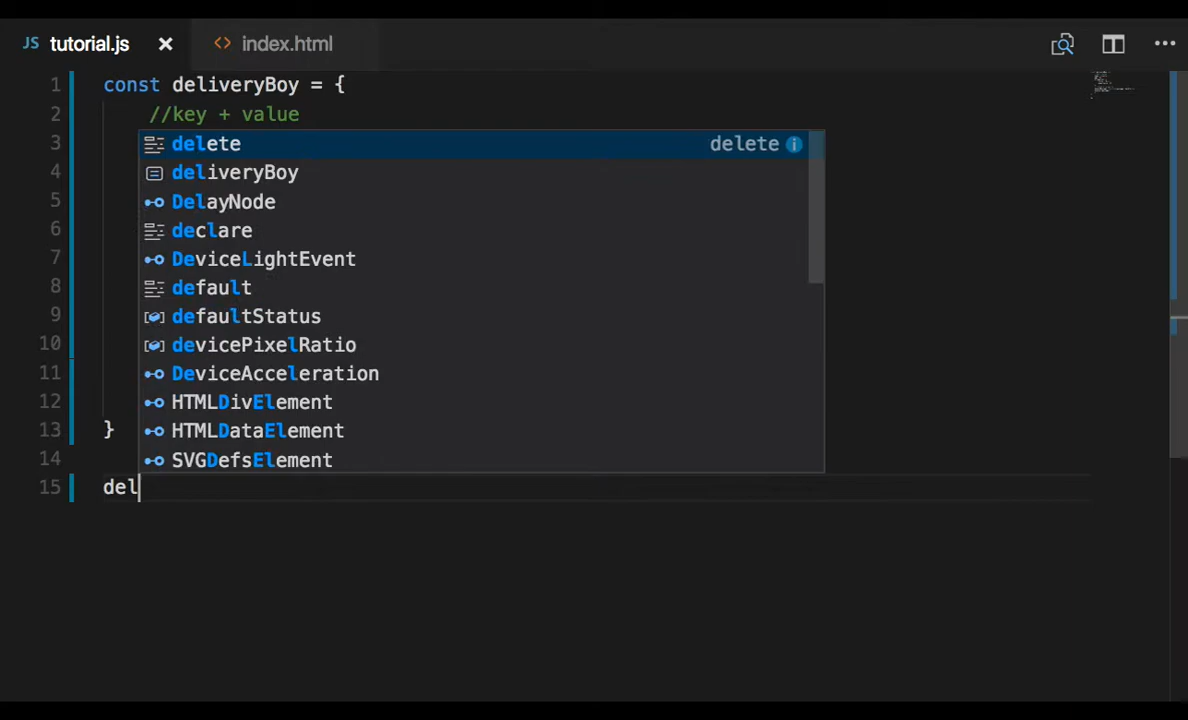 JS tutorial.js × <> index.html ...
1 const deliveryBoy = {
2 //key + value
3 delete delete i
4 deliveryBoy
5 DelayNode
6 declare
7 DeviceLightEvent
8 default
9 defaultStatus
10 devicePixelRatio
11 DeviceAcceleration
12 HTMLDivElement
13 } HTMLDataElement
14 SVGDefsElement
15 del